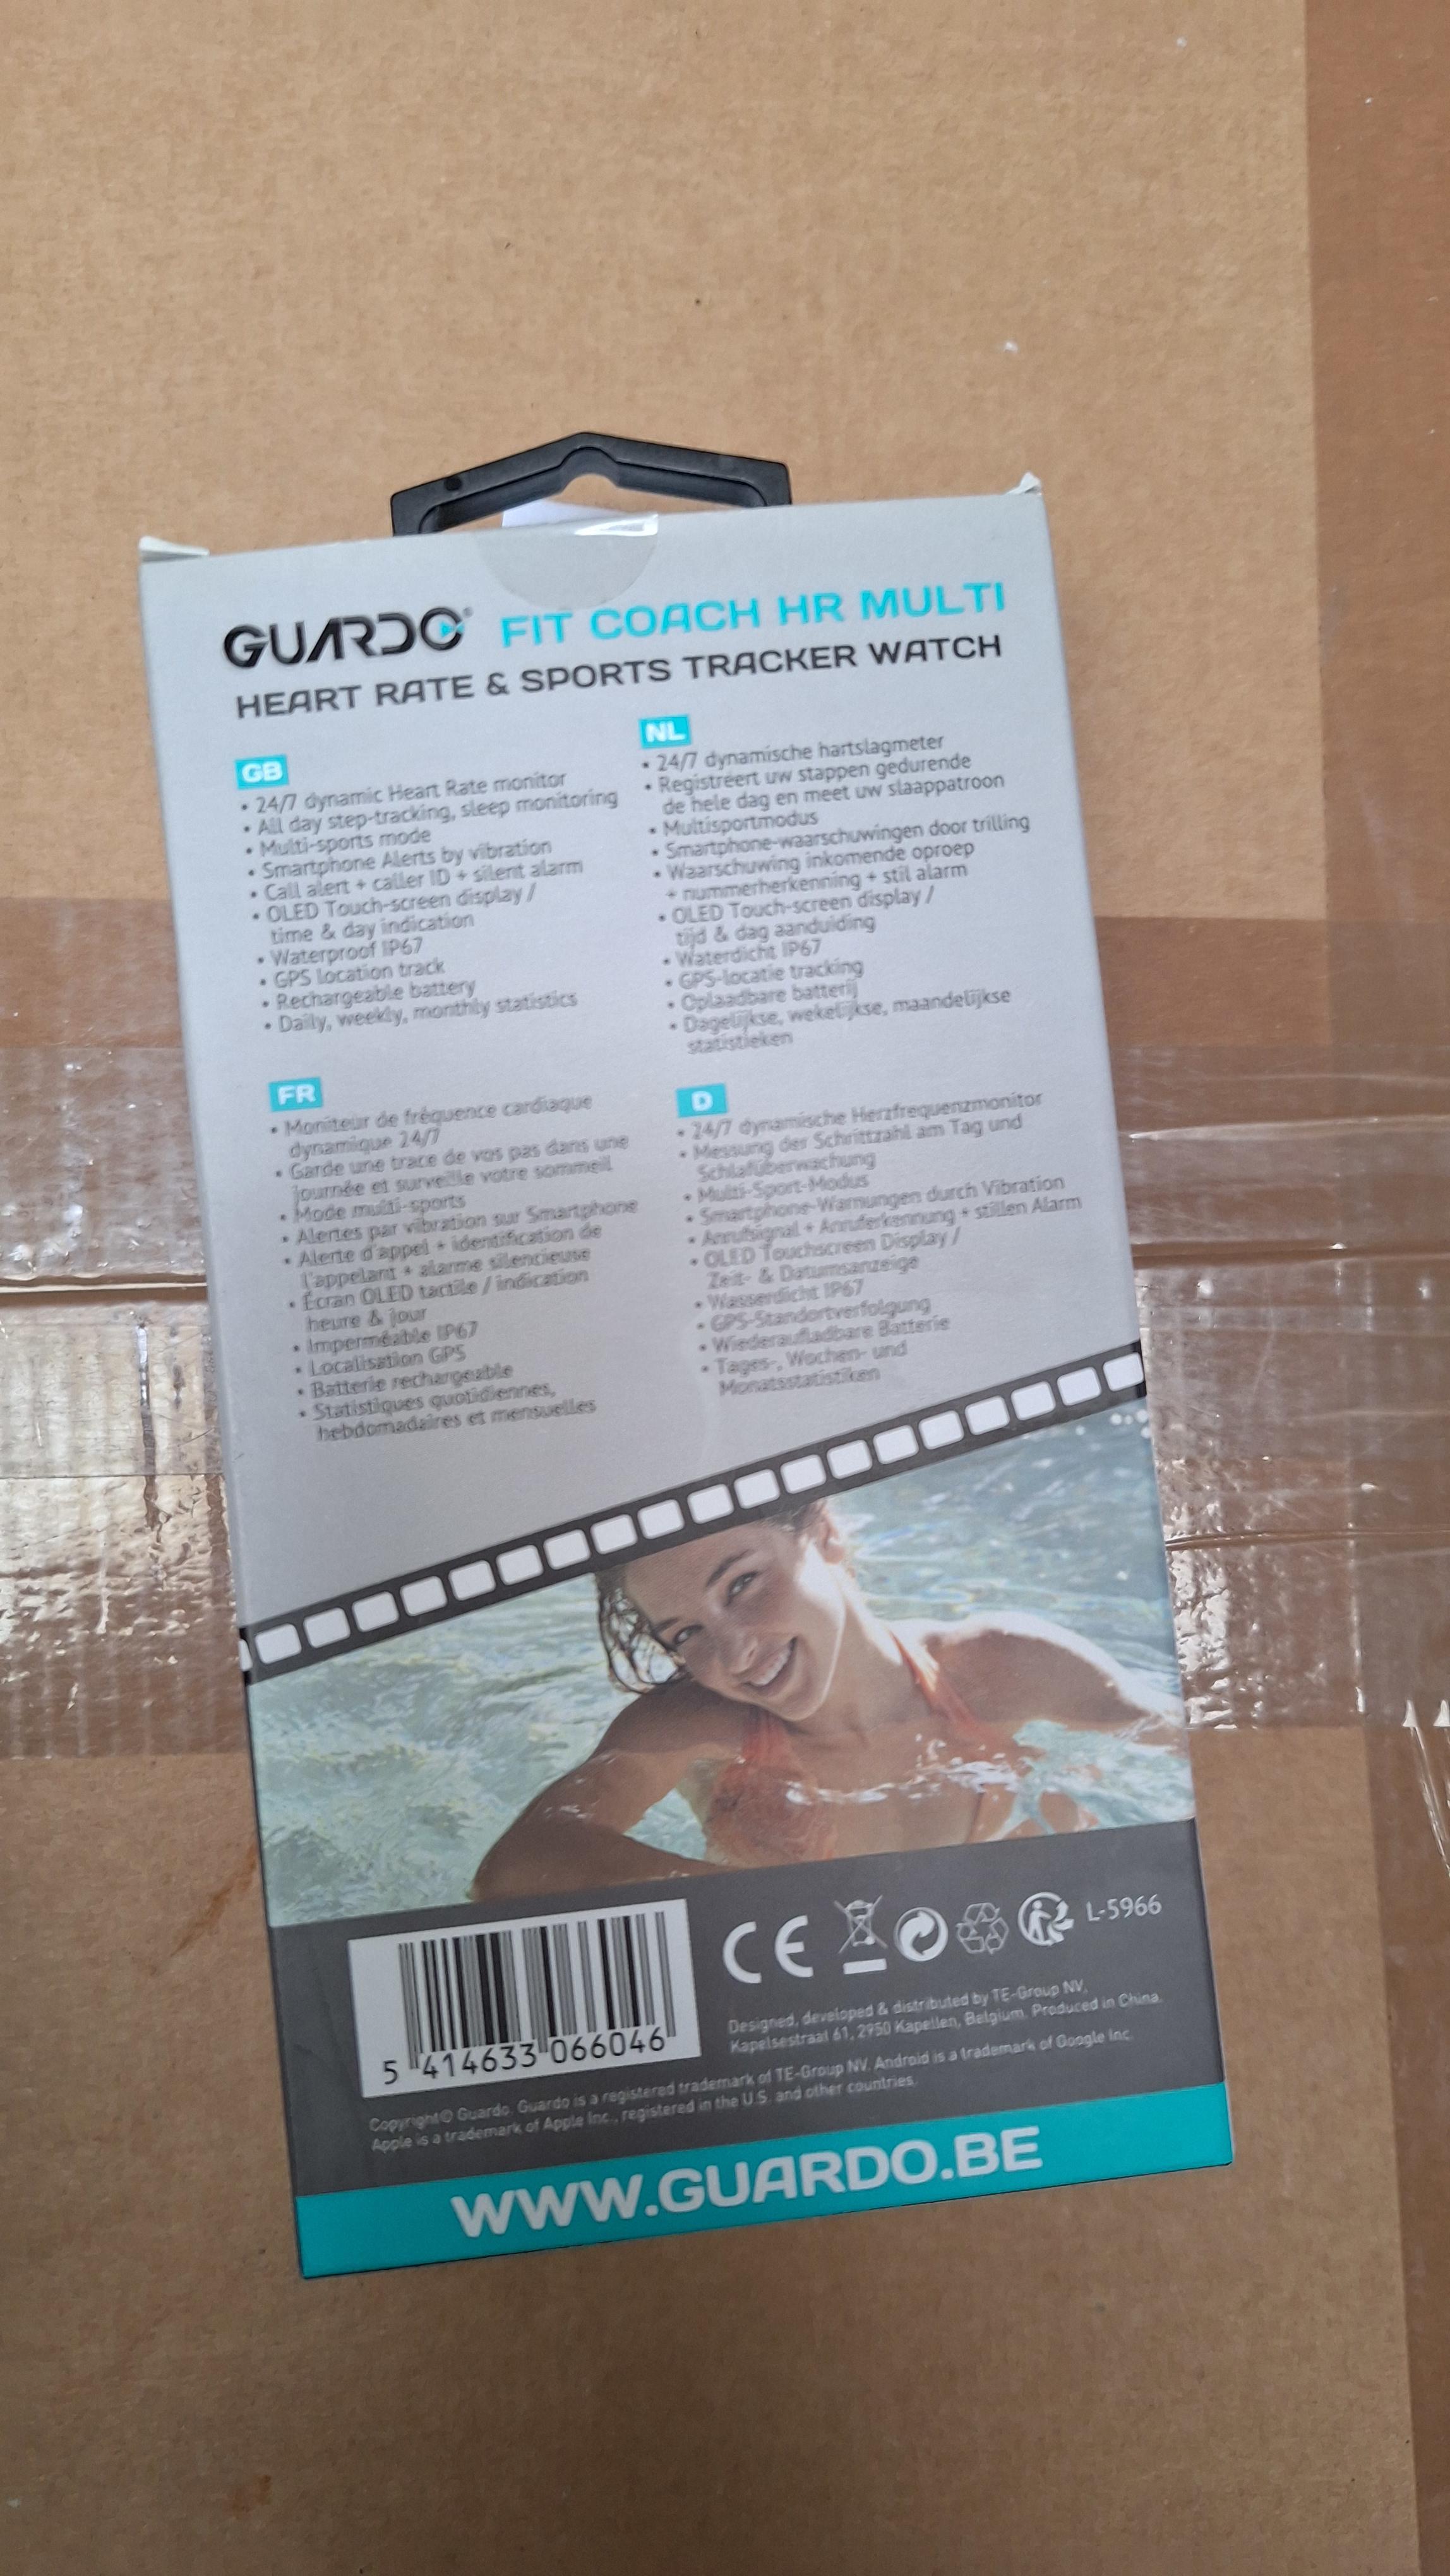 GUARDO® FIT COACH HR MULTI
HEART RATE & SPORTS TRACKER WATCH
GB
• 24/7 dynamic Heart Rate monitor
• All day step-tracking, sleep monitoring
• Multi-sports mode
• Smartphone Alerts by vibration
• Call alert + caller ID + silent alarm
• OLED Touch-screen display /
time & day indication
• Waterproof IP67
• GPS location track
• Rechargeable battery
• Daily, weekly, monthly statistics
NL
• 24/7 dynamische hartslagmeter
• Registreert uw stappen gedurende
de hele dag en meet uw slaappatroon
• Multisportmodus
• Smartphone-waarschuwingen door trilling
• Waarschuwing inkomende oproep
+ nummerherkenning + stil alarm
• OLED Touch-screen display /
tijd & dag aanduiding
• Waterdicht IP67
• GPS-locatie tracking
• Oplaadbare batterij
• Dagelijkse, wekelijkse, maandelijkse
statistieken
FR
• Moniteur de fréquence cardiaque
dynamique 24/7
• Garde une trace de vos pas dans une
journée et surveille votre sommeil
• Mode multi-sports
• Alertes par vibration sur Smartphone
• Alerte d'appel + identification de
l'appelant + alarme silencieuse
• Écran OLED tactile / indication
heure & jour
• Imperméable IP67
• Localisation GPS
• Batterie rechargeable
• Statistiques quotidiennes,
hebdomadaires et mensuelles
D
• 24/7 dynamische Herzfrequenzmonitor
• Messung der Schrittzahl am Tag und
Schlafüberwachung
• Multi-Sport-Modus
• Smartphone-Warnungen durch Vibration
• Anrufsignal + Anruferkennung + stillen Alarm
• OLED Touchscreen Display /
Zeit- & Datumsanzeige
• Wasserdicht IP67
• GPS-Standortverfolgung
• Wiederaufladbare Batterie
• Tages-, Wochen- und
Monatsstatistiken
5 414633 066046
CE
L-5966
Designed, developed & distributed by TE-Group NV,
Kapelsestraat 61, 2950 Kapellen, Belgium. Produced in China.
Copyright© Guardo. Guardo is a registered trademark of TE-Group NV. Android is a trademark of Google Inc.
Apple is a trademark of Apple Inc., registered in the U.S. and other countries.
WWW.GUARDO.BE